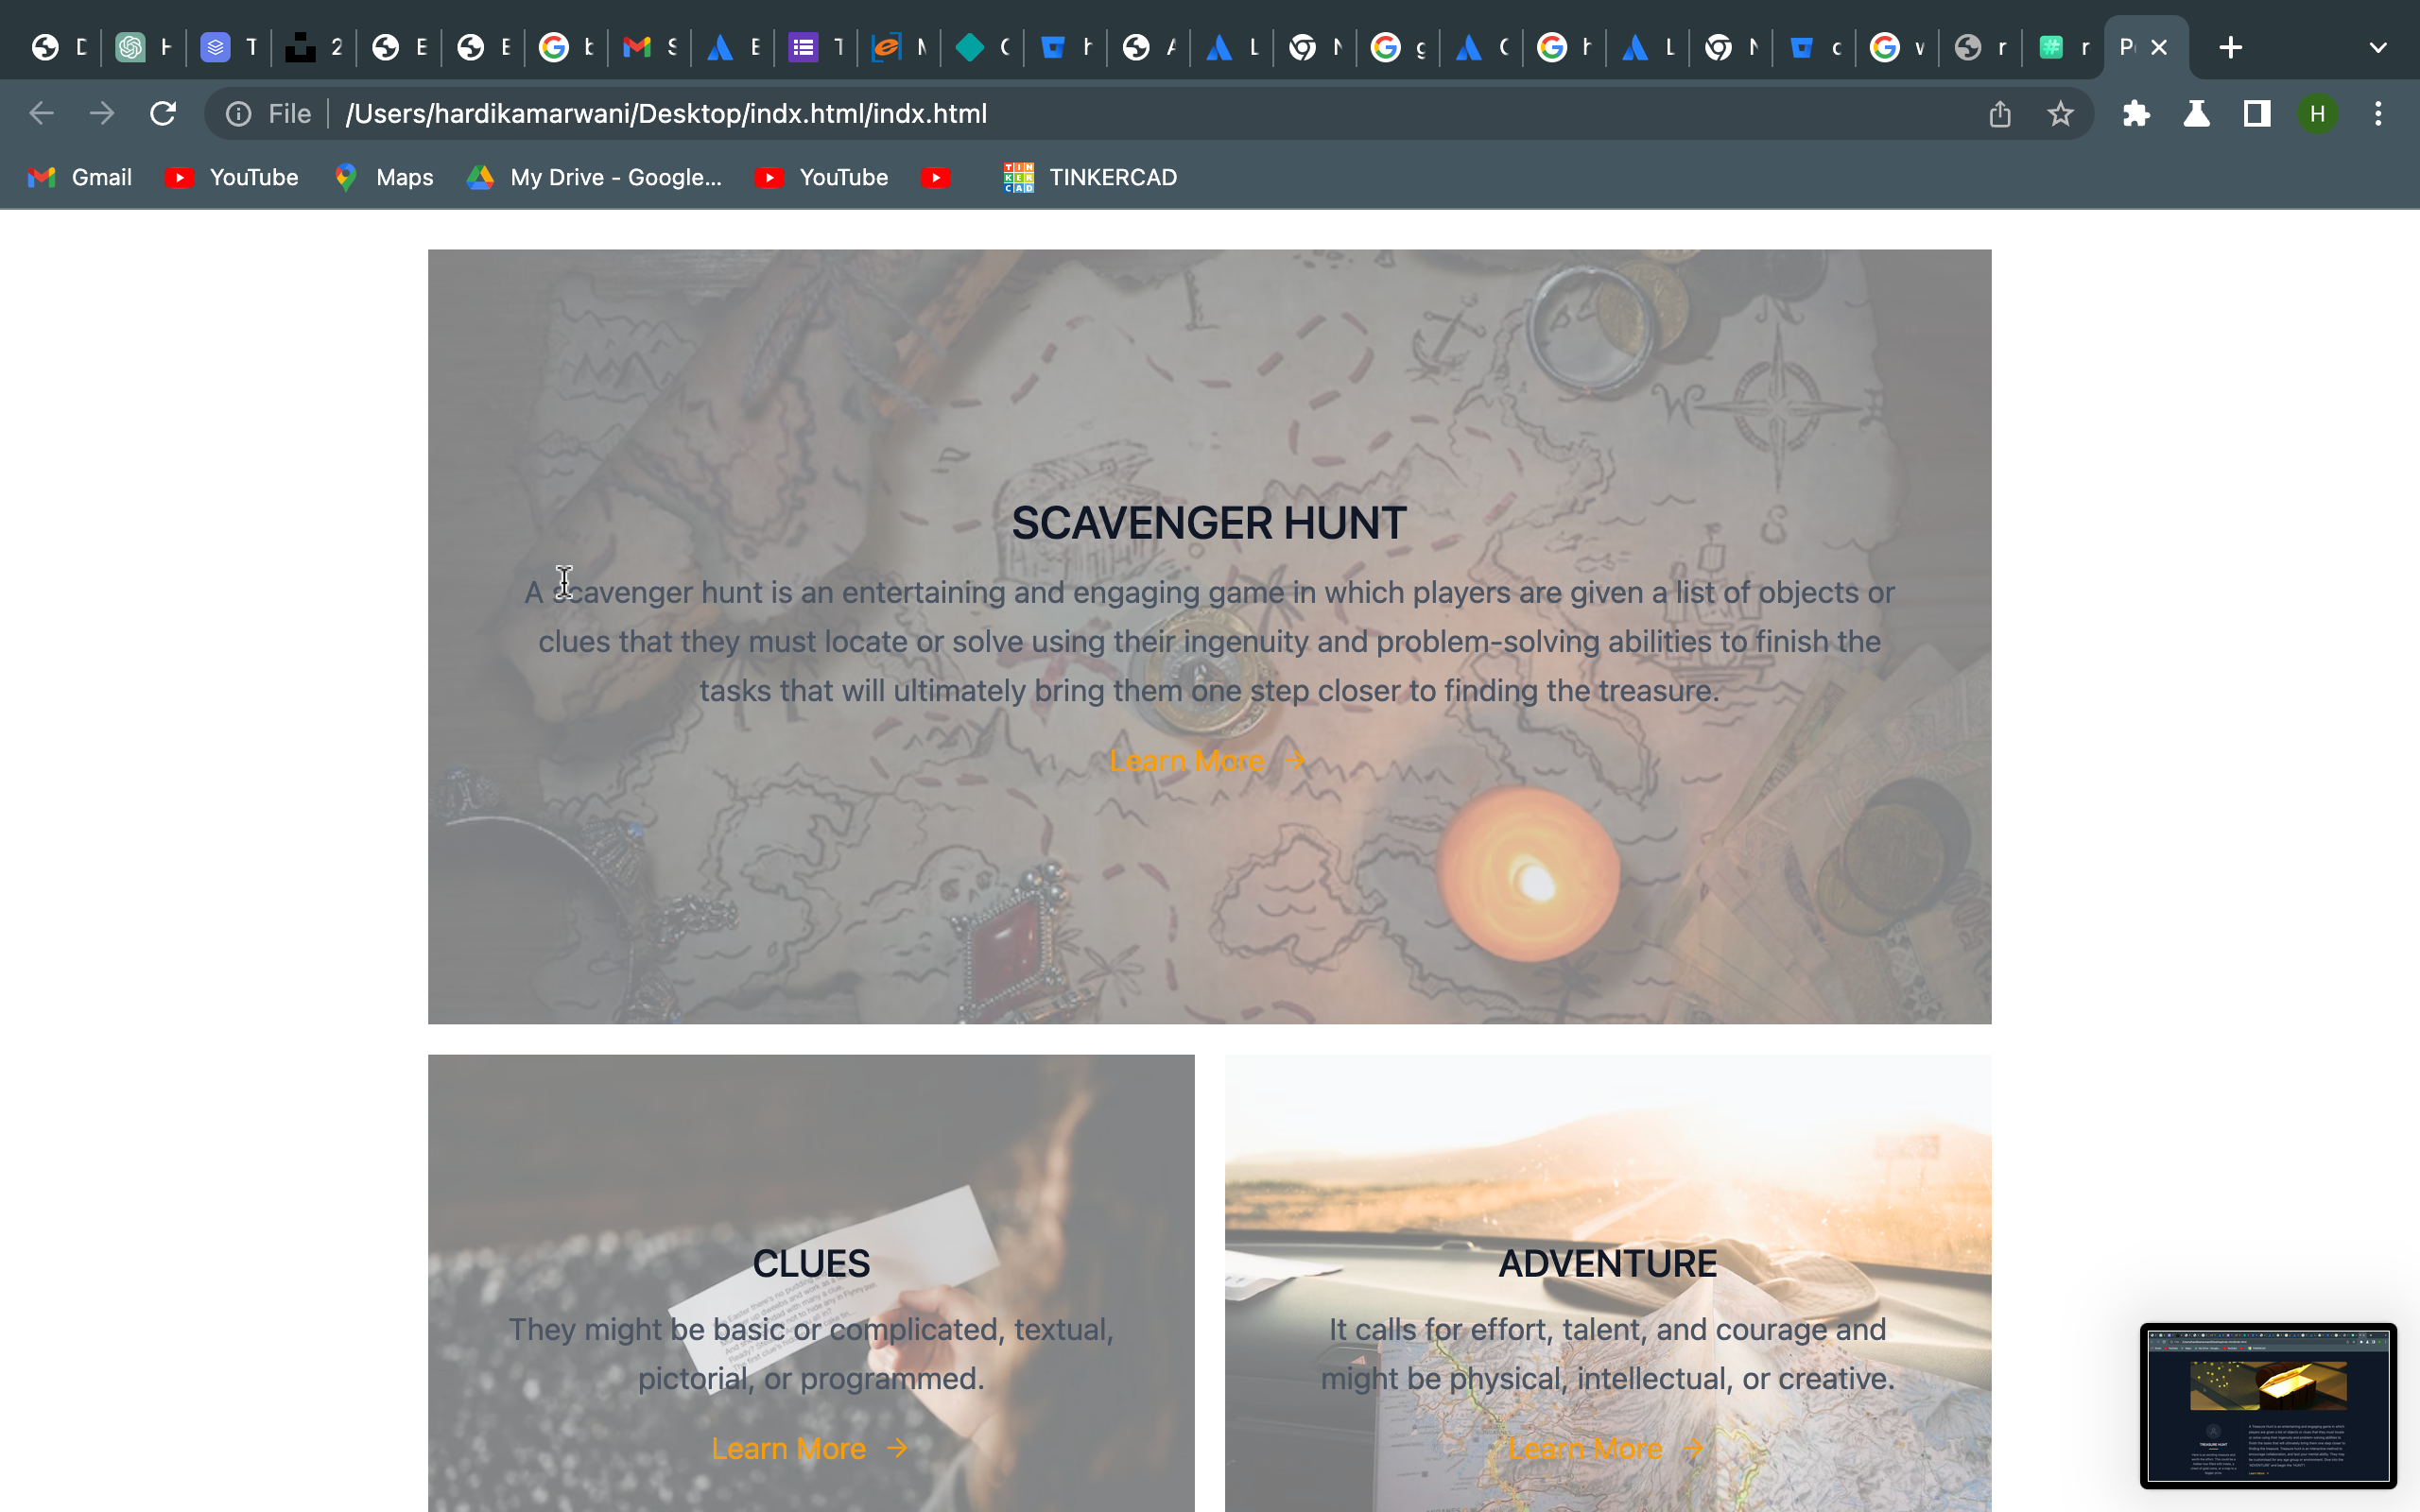 D H T 2 E E b S E T M C h A L N g C h L N c v r r P
File /Users/hardikamarwani/Desktop/indx.html/indx.html H
Gmail YouTube Maps My Drive - Google... YouTube TINKERCAD
W
S
SCAVENGER HUNT
A scavenger hunt is an entertaining and engaging game in which players are given a list of objects or
clues that they must locate or solve using their ingenuity and problem-solving abilities to finish the
tasks that will ultimately bring them one step closer to finding the treasure.
Learn More →
CLUES
They might be basic or complicated, textual,
pictorial, or programmed.
Learn More →
ADVENTURE
It calls for effort, talent, and courage and
might be physical, intellectual, or creative.
Learn More →
TREASURE HUNT